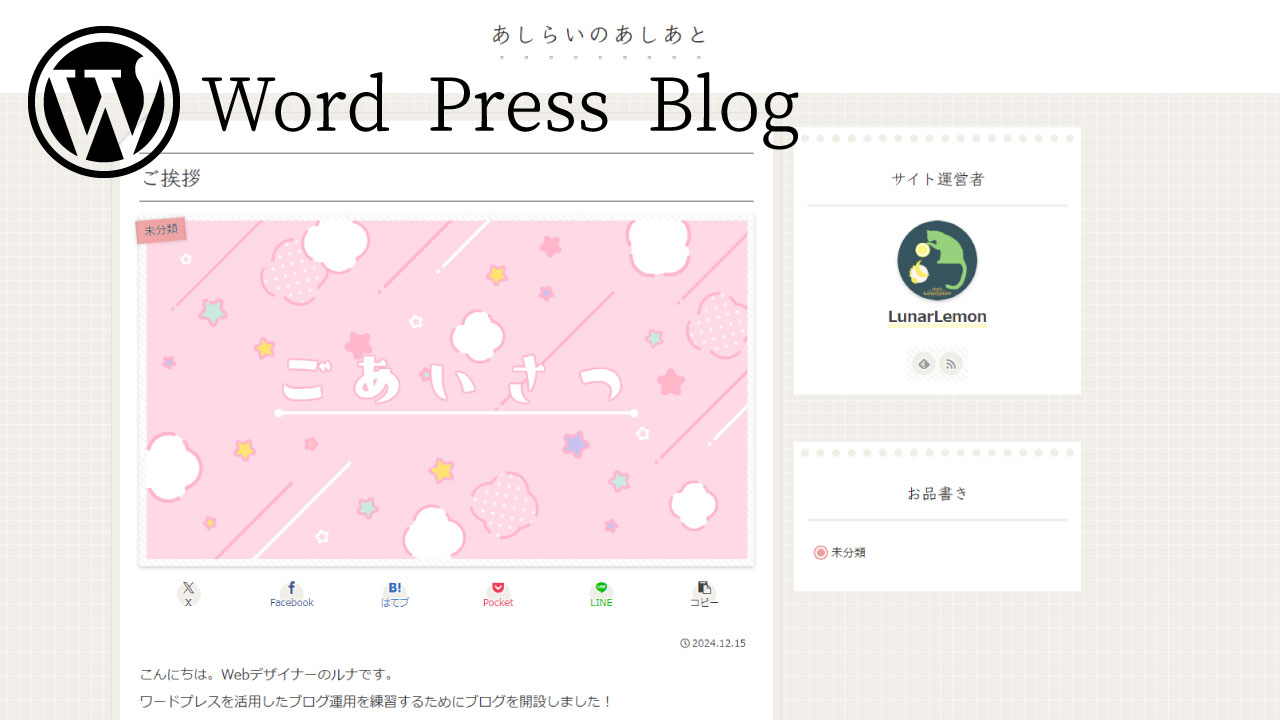 あしらいのあしあと
Word Press Blog
ご挨拶
未分類
ごあいさつ
X
Facebook
B!
はてブ
Pocket
LINE
コピー
2024.12.15
こんにちは。Webデザイナーのルナです。
ワードプレスを活用したブログ運用を練習するためにブログを開設しました！
サイト運営者
LunarLemon
お品書き
未分類